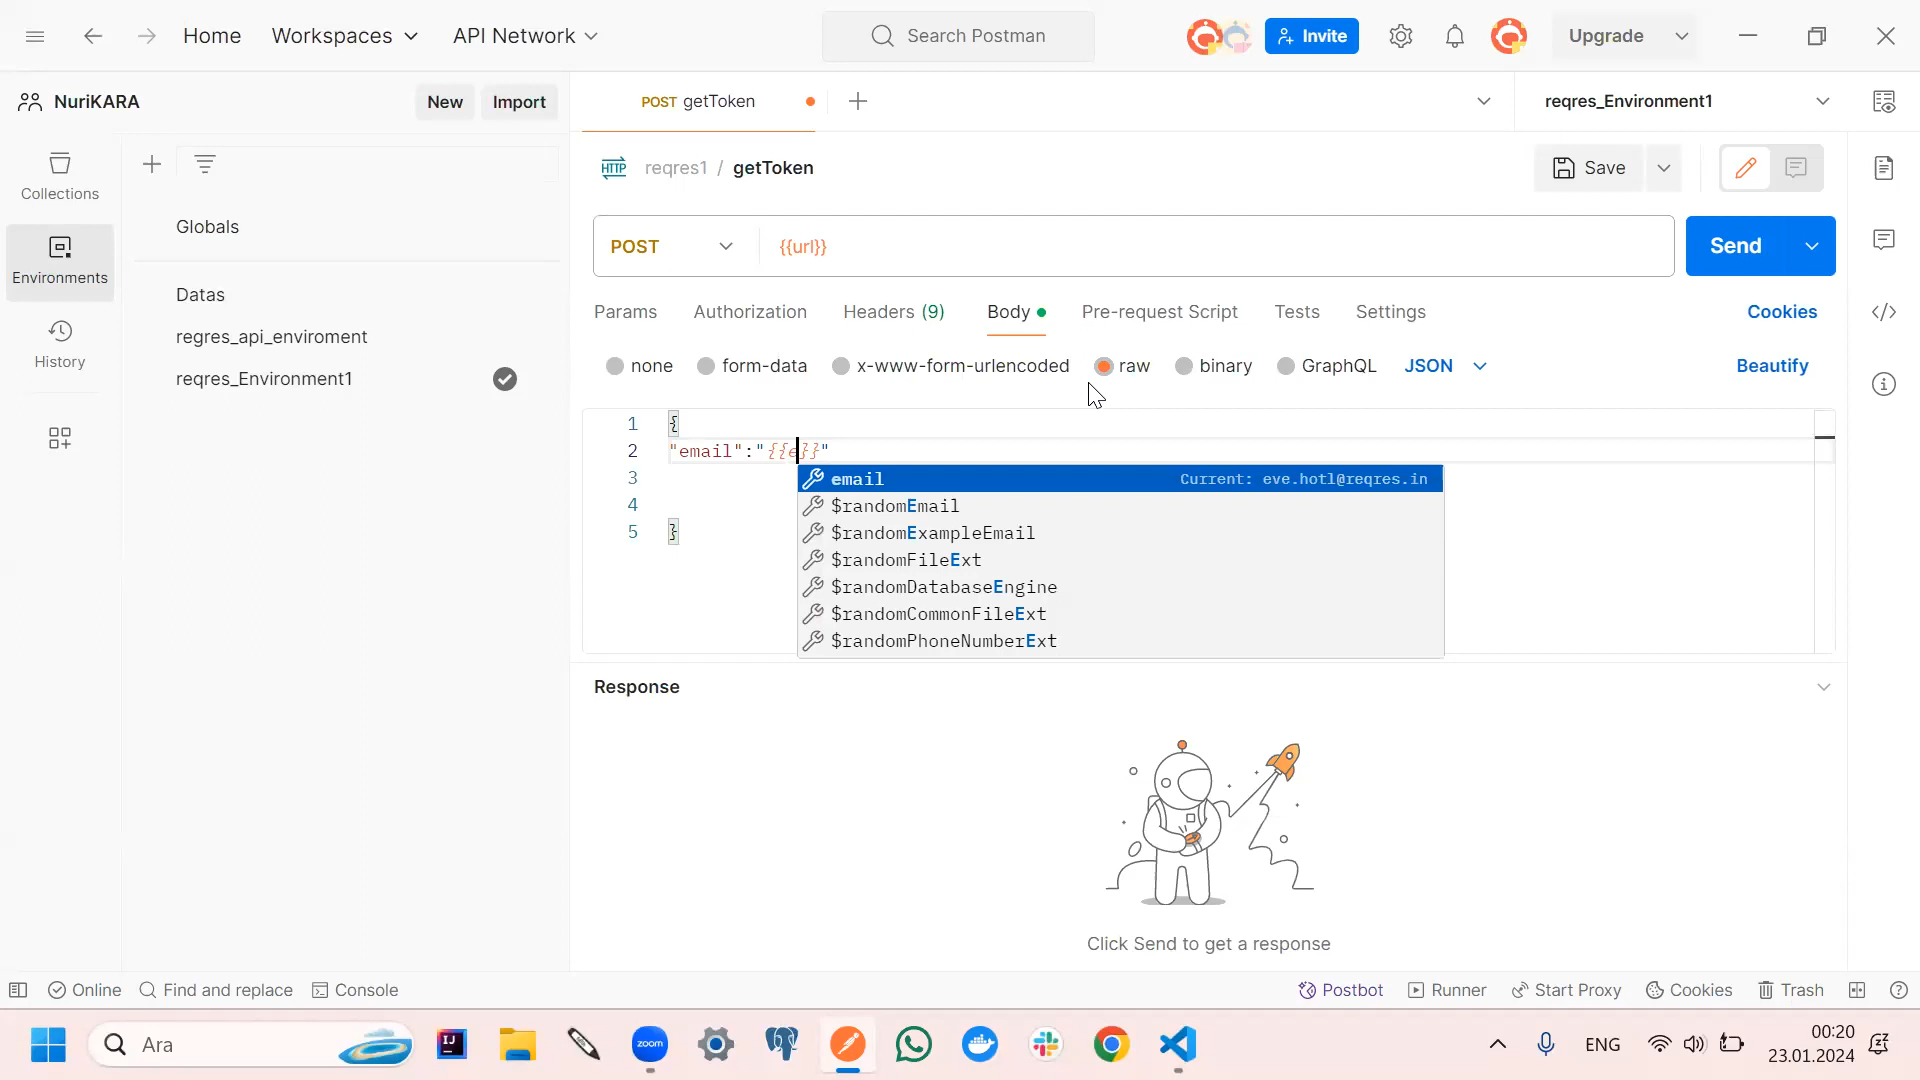 Home
Workspaces
API Network
Search Postman
Invite
Upgrade
NuriKARA
New
Import
POST getToken
reqres_Environment1
Collections
Environments
History
Globals
Datas
regres_api_enviroment
reqres_Environment1
HTTP
reqres1 / getToken
Save
POST
{{url}}
Send
Params
Authorization
Headers (9)
Body
Pre-request Script
Tests
Settings
Cookies
none
form-data
x-www-form-urlencoded
raw
binary
GraphQL
JSON
Beautify
1 {
2 "email":"{{e}}"
3
4
5 }
email Current: eve.hotl@reqres.in
$randomEmail
$randomExampleEmail
$randomFileExt
$randomDatabaseEngine
$randomCommonFileExt
$randomPhoneNumberExt
Response
Click Send to get a response
Online
Find and replace
Console
Postbot
Runner
Start Proxy
Cookies
Trash
Ara
IJ
zoom
ENG
00:20
23.01.2024